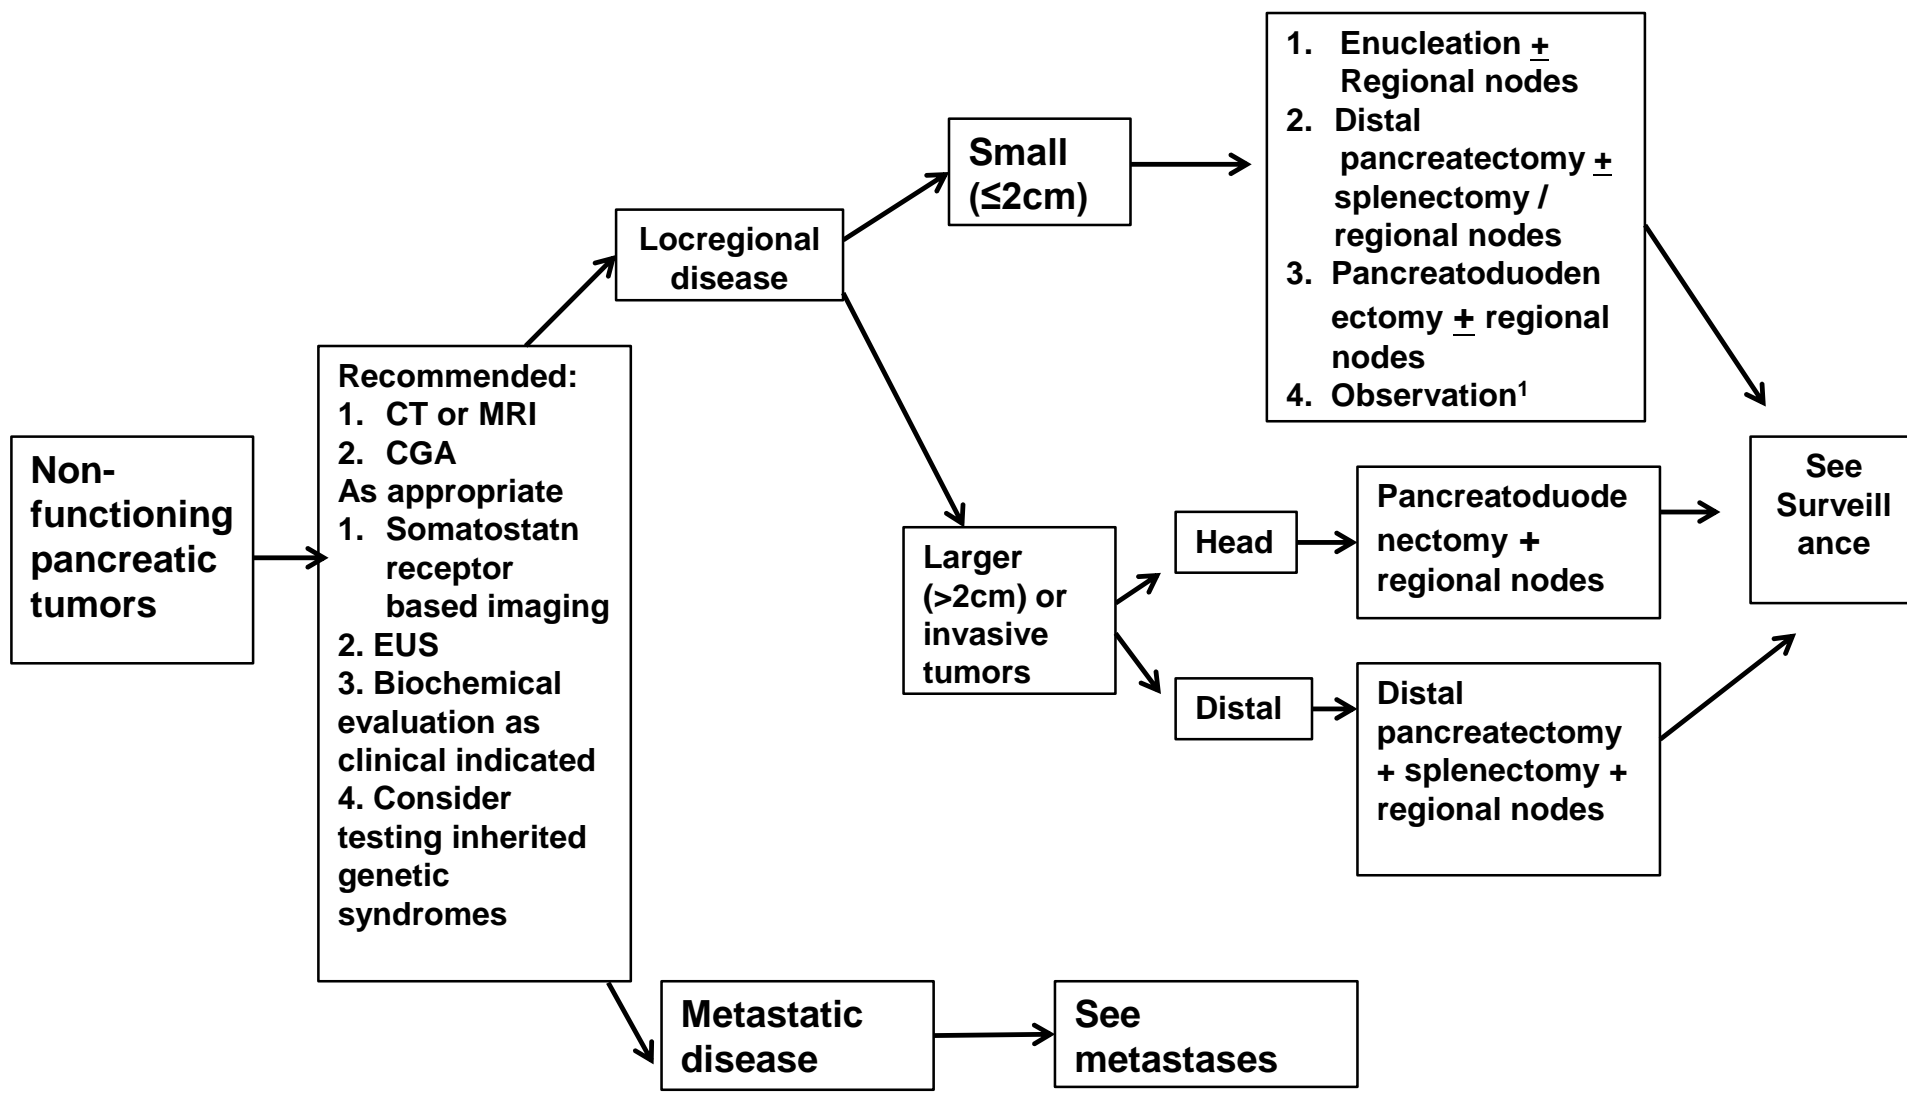 Non-
functioning
pancreatic
tumors
Recommended:
1. CT or MRI
2. CGA
As appropriate
1. Somatostatn
receptor
based imaging
2. EUS
3. Biochemical
evaluation as
clinical indicated
4. Consider
testing inherited
genetic
syndromes
Locregional
disease
Small
(≤2cm)
1. Enucleation ±
Regional nodes
2. Distal
pancreatectomy ±
splenectomy /
regional nodes
3. Pancreatoduoden
ectomy ± regional
nodes
4. Observation¹
Larger
(>2cm) or
invasive
tumors
Head
Pancreatoduode
nectomy +
regional nodes
Distal
Distal
pancreatectomy
+ splenectomy +
regional nodes
See
Surveill
ance
Metastatic
disease
See
metastases